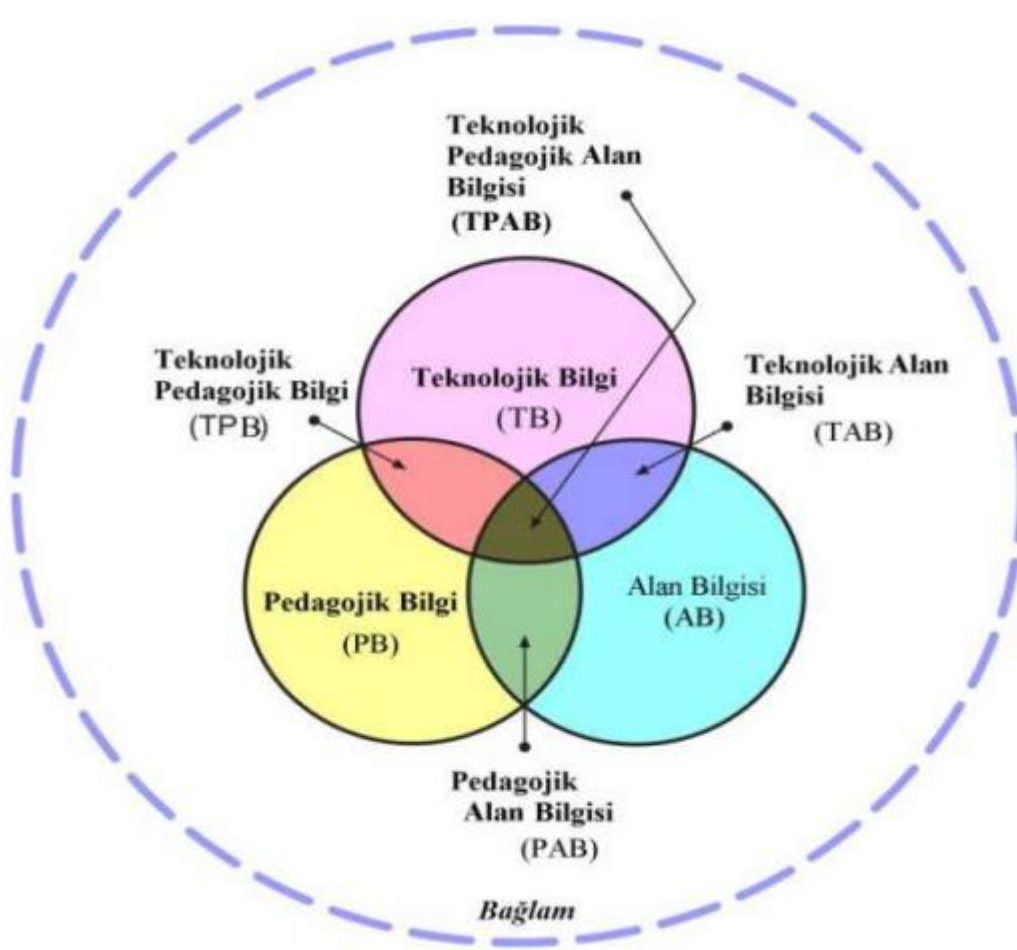 Teknolojik
Pedagojik Alan
Bilgisi
(TPAB)
Teknolojik
Pedagojik Bilgi
(TPB)
Teknolojik Bilgi
(TB)
Teknolojik Alan
Bilgisi
(TAB)
Pedagojik Bilgi
(PB)
Alan Bilgisi
(AB)
Pedagojik
Alan Bilgisi
(PAB)
Bağlam